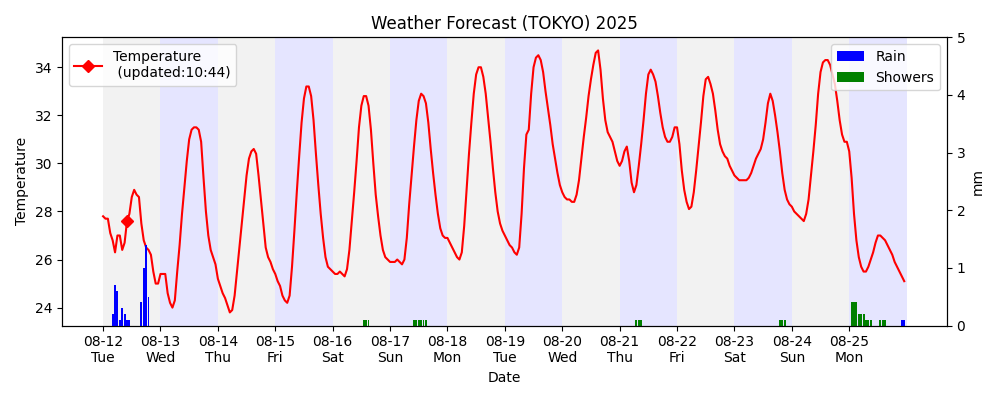 Weather Forecast (TOKYO) 2025
Temperature
(updated:10:44)
Rain
Showers
Temperature
34
32
30
28
26
24
5
4
3
2
1
0
mm
08-12 08-13 08-14 08-15 08-16 08-17 08-18 08-19 08-20 08-21 08-22 08-23 08-24 08-25
Tue Wed Thu Fri Sat Sun Mon Tue Wed Thu Fri Sat Sun Mon
Date